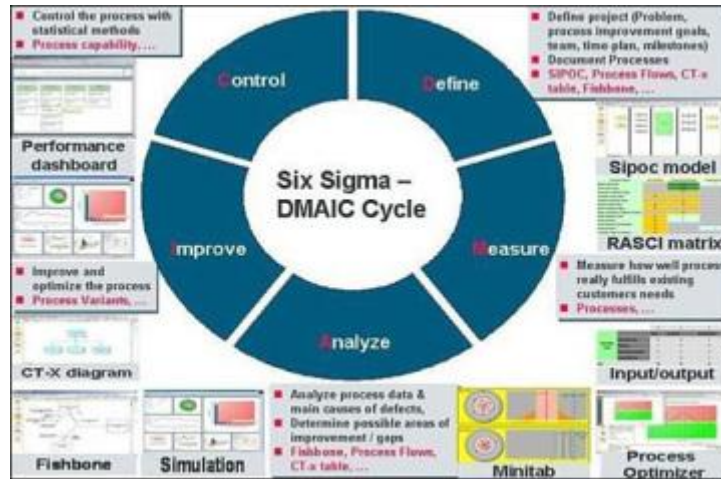 Control the process with
statistical methods
Process capability, ...
Define project (Problem,
process improvement goals,
team, time plan, milestones)
Document Processes
SIPOC, Process Flows, CT-x
table, Fishbone, ...
Control
Define
Performance
dashboard
Six Sigma –
DMAIC Cycle
Sipoc model
RASCI matrix
Improve
Measure
Improve and
optimize the process
Process Variants, ...
Measure how well process
really fulfills existing
customers needs
Processes, ...
Analyze
CT-X diagram
Input/output
Analyze process data &
main causes of defects,
Determine possible areas of
improvement / gaps
Fishbone, Process Flows,
CT-x table, ...
Fishbone
Simulation
Minitab
Process
Optimizer